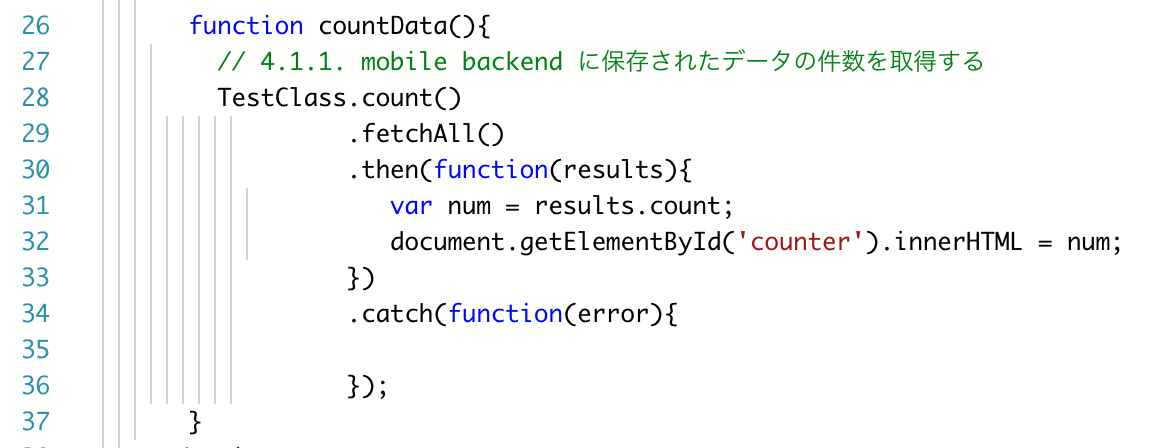 26 function countData(){
27 // 4.1.1. mobile backend に保存されたデータの件数を取得する
28 TestClass.count()
29 .fetchAll()
30 .then(function(results){
31 var num = results.count;
32 document.getElementById('counter').innerHTML = num;
33 })
34 .catch(function(error){
35
36 });
37 }